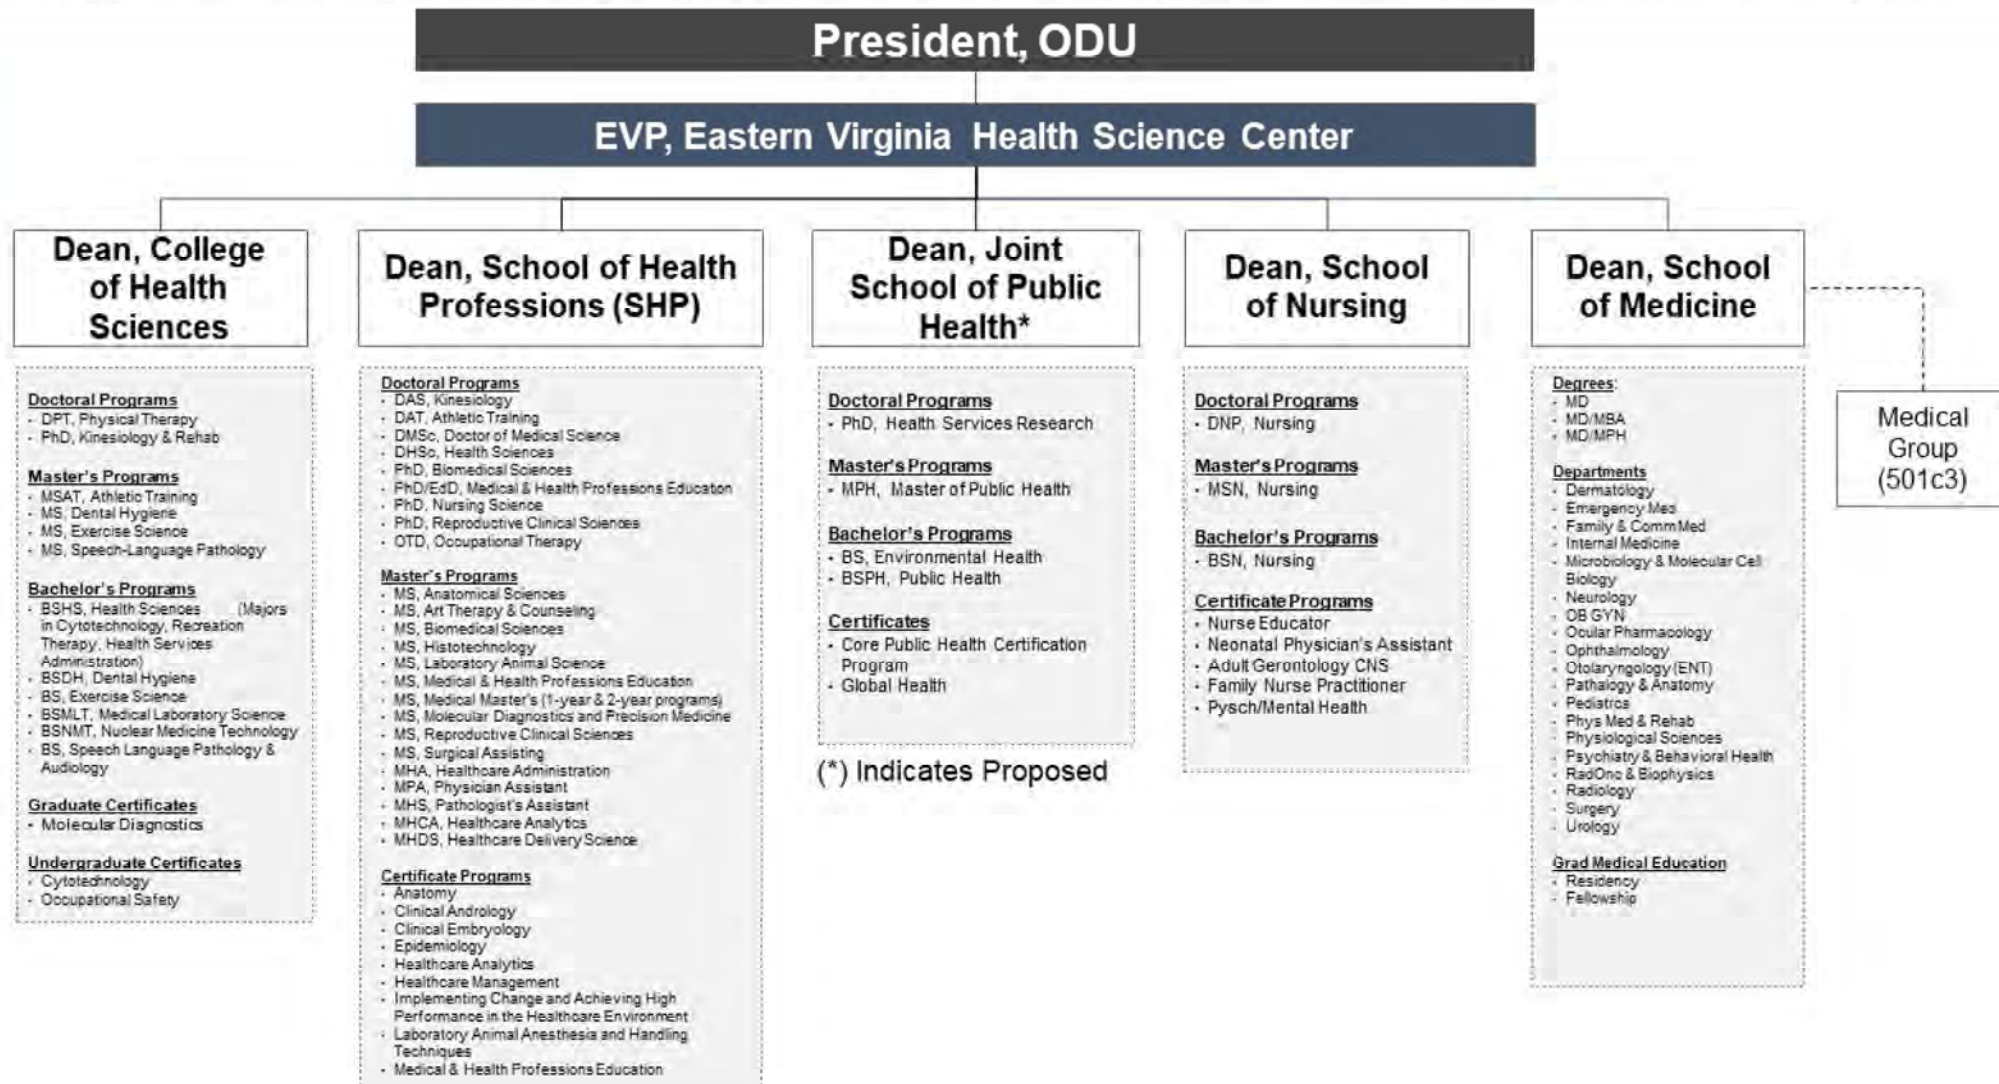 President, ODU
EVP, Eastern Virginia Health Science Center
Dean, College
of Health
Sciences
Doctoral Programs
- DPT, Physical Therapy
- PhD, Kinesiology & Rehab
Master's Programs
- MSAT, Athletic Training
- MS, Dental Hygiene
- MS, Exercise Science
- MS, Speech-Language Pathology
Bachelor's Programs
- BSHS, Health Sciences (Majors
in Cytotechnology, Recreation
Therapy, Health Services
Administration)
- BSDH, Dental Hygiene
- BS, Exercise Science
- BSMLT, Medical Laboratory Science
- BSNMT, Nuclear Medicine Technology
- BS, Speech Language Pathology &
Audiology
Graduate Certificates
- Molecular Diagnostics
Undergraduate Certificates
- Cytotechnology
- Occupational Safety
Dean, School of Health
Professions (SHP)
Doctoral Programs
- DAS, Kinesiology
- DAT, Athletic Training
- DMSc, Doctor of Medical Science
- DHSc, Health Sciences
- PhD, Biomedical Sciences
- PhD/EdD, Medical & Health Professions Education
- PhD, Nursing Science
- PhD, Reproductive Clinical Sciences
- OTD, Occupational Therapy
Master's Programs
- MS, Anatomical Sciences
- MS, Art Therapy & Counseling
- MS, Biomedical Sciences
- MS, Histotechnology
- MS, Laboratory Animal Science
- MS, Medical & Health Professions Education
- MS, Medical Master's (1-year & 2-year programs)
- MS, Molecular Diagnostics and Precision Medicine
- MS, Reproductive Clinical Sciences
- MS, Surgical Assisting
- MHA, Healthcare Administration
- MPA, Physician Assistant
- MHS, Pathologist's Assistant
- MHCA, Healthcare Analytics
- MHDS, Healthcare Delivery Science
Certificate Programs
- Anatomy
- Clinical Andrology
- Clinical Embryology
- Epidemiology
- Healthcare Analytics
- Healthcare Management
- Implementing Change and Achieving High
Performance in the Healthcare Environment
- Laboratory Animal Anesthesia and Handling
Techniques
- Medical & Health Professions Education
Dean, Joint
School of Public
Health*
Doctoral Programs
- PhD, Health Services Research
Master's Programs
- MPH, Master of Public Health
Bachelor's Programs
- BS, Environmental Health
- BSPH, Public Health
Certificates
- Core Public Health Certification
Program
- Global Health
(*) Indicates Proposed
Dean, School
of Nursing
Doctoral Programs
- DNP, Nursing
Master's Programs
- MSN, Nursing
Bachelor's Programs
- BSN, Nursing
Certificate Programs
- Nurse Educator
- Neonatal Physician's Assistant
- Adult Gerontology CNS
- Family Nurse Practitioner
- Pysch/Mental Health
Dean, School
of Medicine
Degrees:
- MD
- MD/MBA
- MD/MPH
Departments
- Dermatology
- Emergency Med
- Family & Comm Med
- Internal Medicine
- Microbiology & Molecular Cell
Biology
- Neurology
- OB GYN
- Ocular Pharmacology
- Ophthalmology
- Otolaryngology (ENT)
- Pathalogy & Anatomy
- Pediatrcs
- Phys Med & Rehab
- Physiological Sciences
- Psychiatry & Behavioral Health
- RadOnc & Biophysics
- Radiology
- Surgery
- Urology
Grad Medical Education
- Residency
- Fellowship
Medical
Group
(501c3)